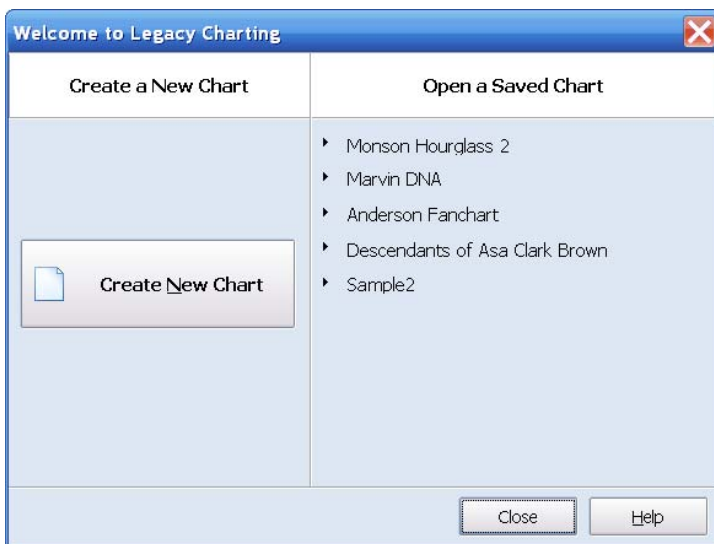 Welcome to Legacy Charting
Create a New Chart
Open a Saved Chart
Create New Chart
Monson Hourglass 2
Marvin DNA
Anderson Fanchart
Descendants of Asa Clark Brown
Sample2
Close
Help